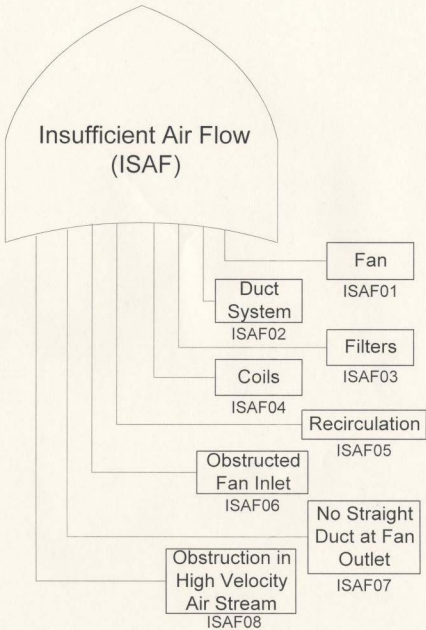 Insufficient Air Flow
(ISAF)
Fan
ISAF01
Duct
System
ISAF02
Filters
ISAF03
Coils
ISAF04
Recirculation
ISAF05
Obstructed
Fan Inlet
ISAF06
No Straight
Duct at Fan
Outlet
ISAF07
Obstruction in
High Velocity
Air Stream
ISAF08